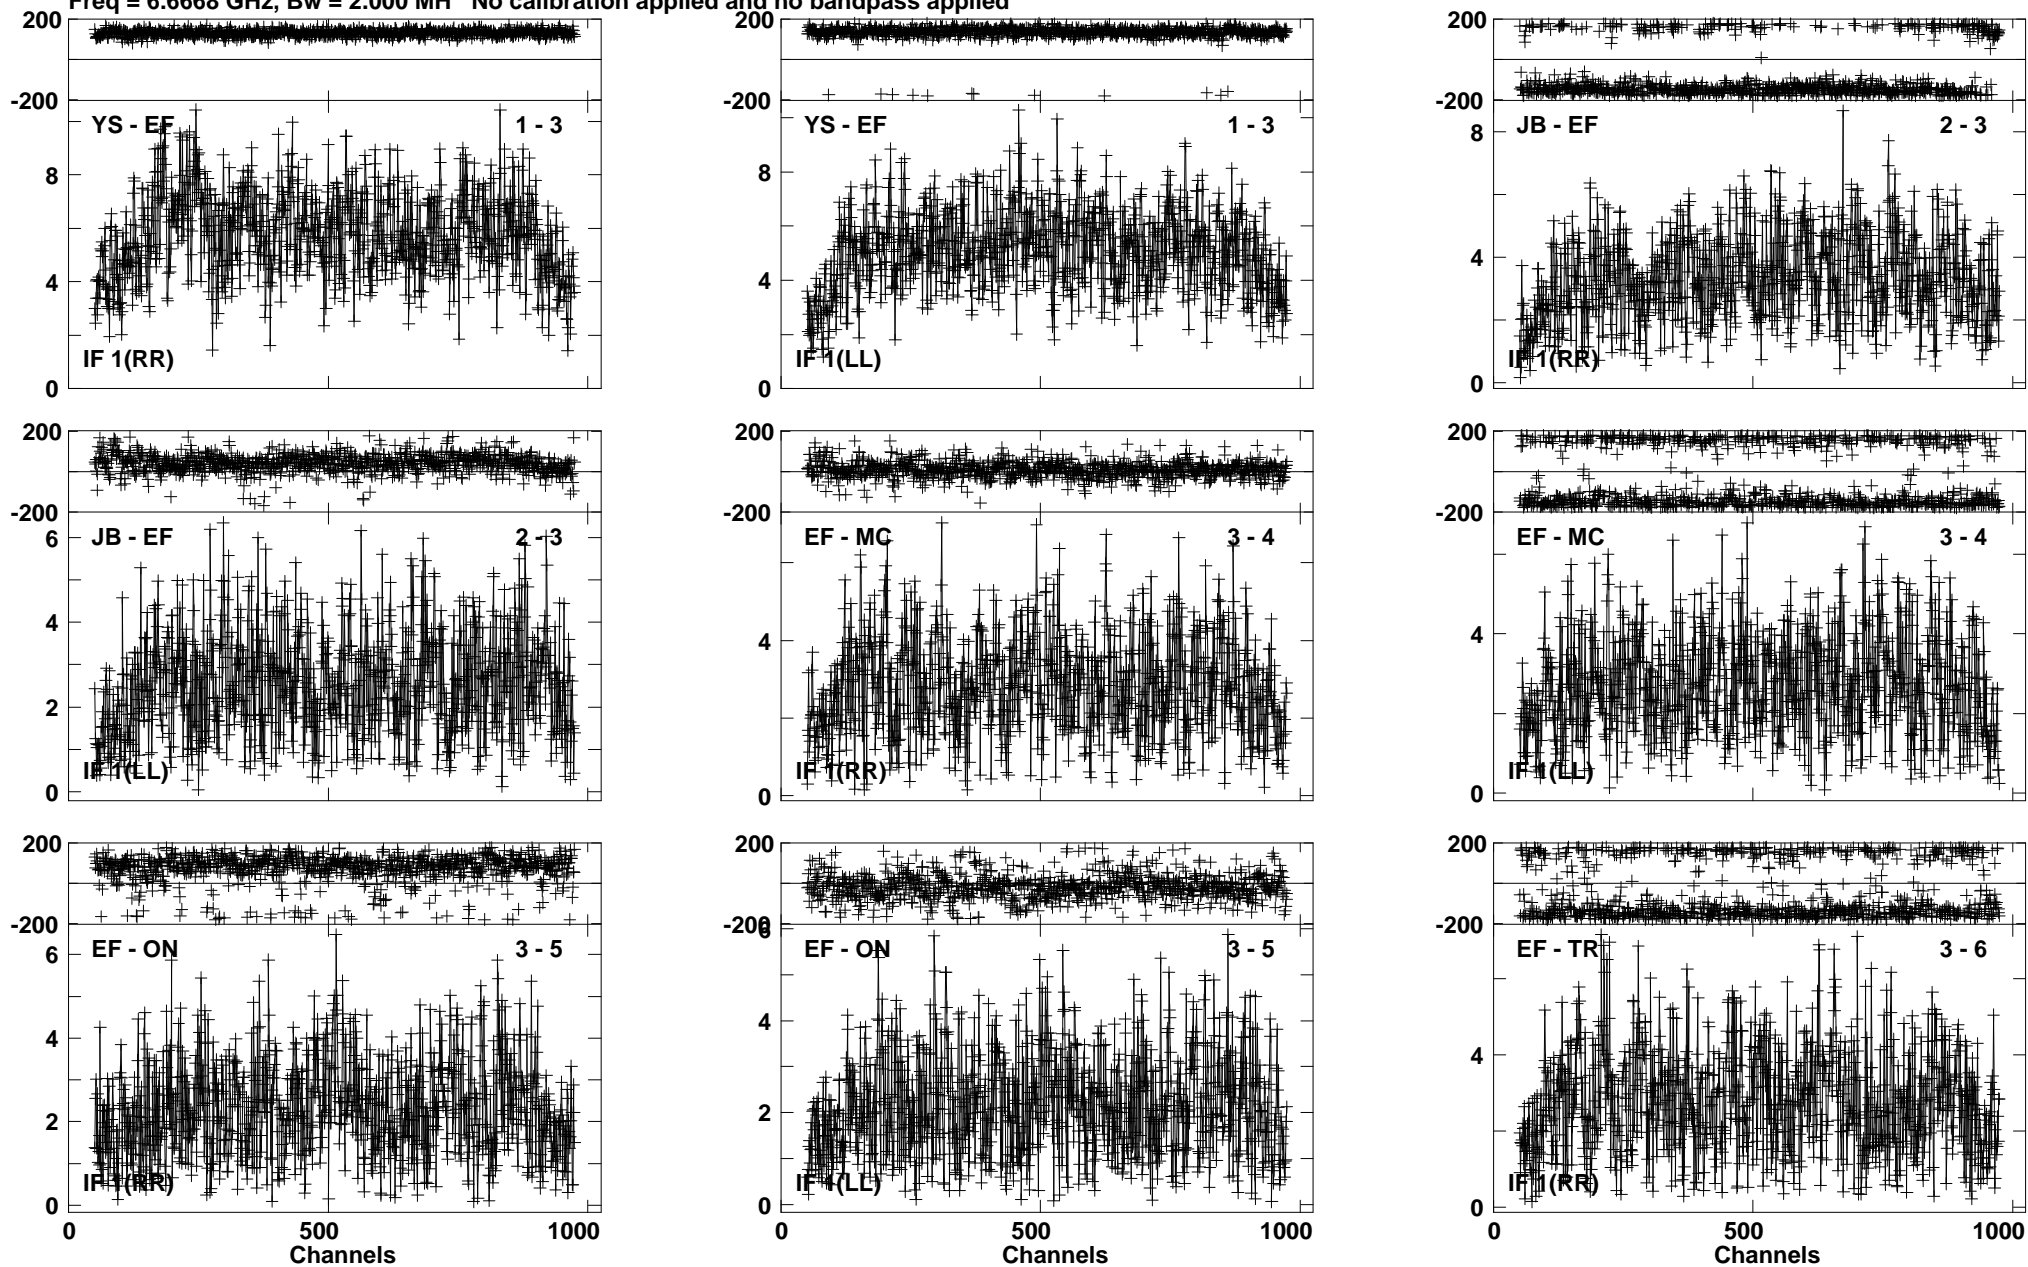 Freq = 6.6668 GHz, Bw = 2.000 MH No calibration applied and no bandpass applied
200 200 200
-200 -200 -200
YS - EF 1 - 3 YS - EF 1 - 3 JB - EF 2 - 3
8 8 8
4 4 4
IF 1(RR) IF 1(LL) IF 1(RR)
0 0 0
200 200 200
-200 -200 -200
JB - EF 2 - 3 EF - MC 3 - 4 EF - MC 3 - 4
6
4 4 4
2
IF 1(LL) IF 1(RR) IF 1(LL)
0 0 0
200 200 200
-200 -200 -200
EF - ON 3 - 5 EF - ON 3 - 5 EF - TR 3 - 6
6 6
4 4 4
2 2
IF 1(RR) IF 1(LL) IF 1(RR)
0 0 0
0 500 1000 0 500 1000 0 500 1000
Channels Channels Channels